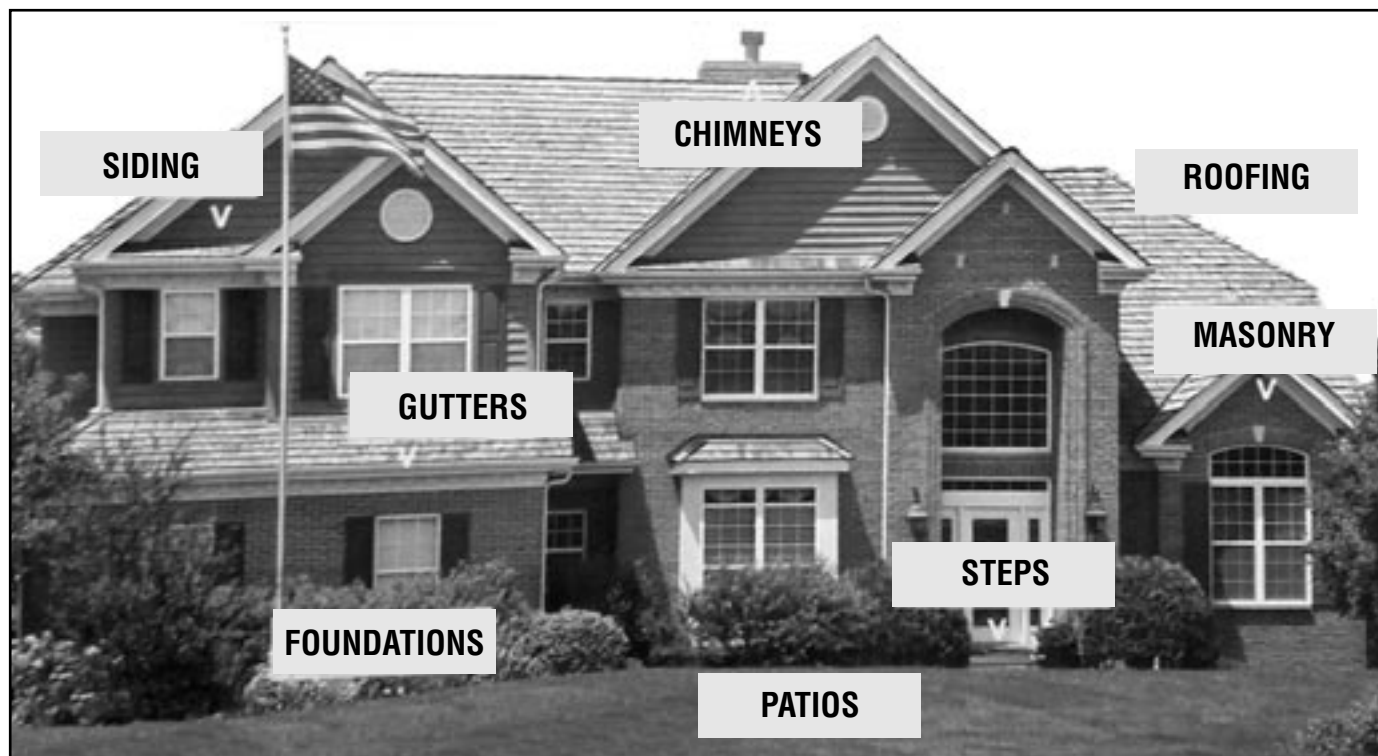 CHIMNEYS
SIDING
ROOFING
MASONRY
GUTTERS
STEPS
FOUNDATIONS
PATIOS